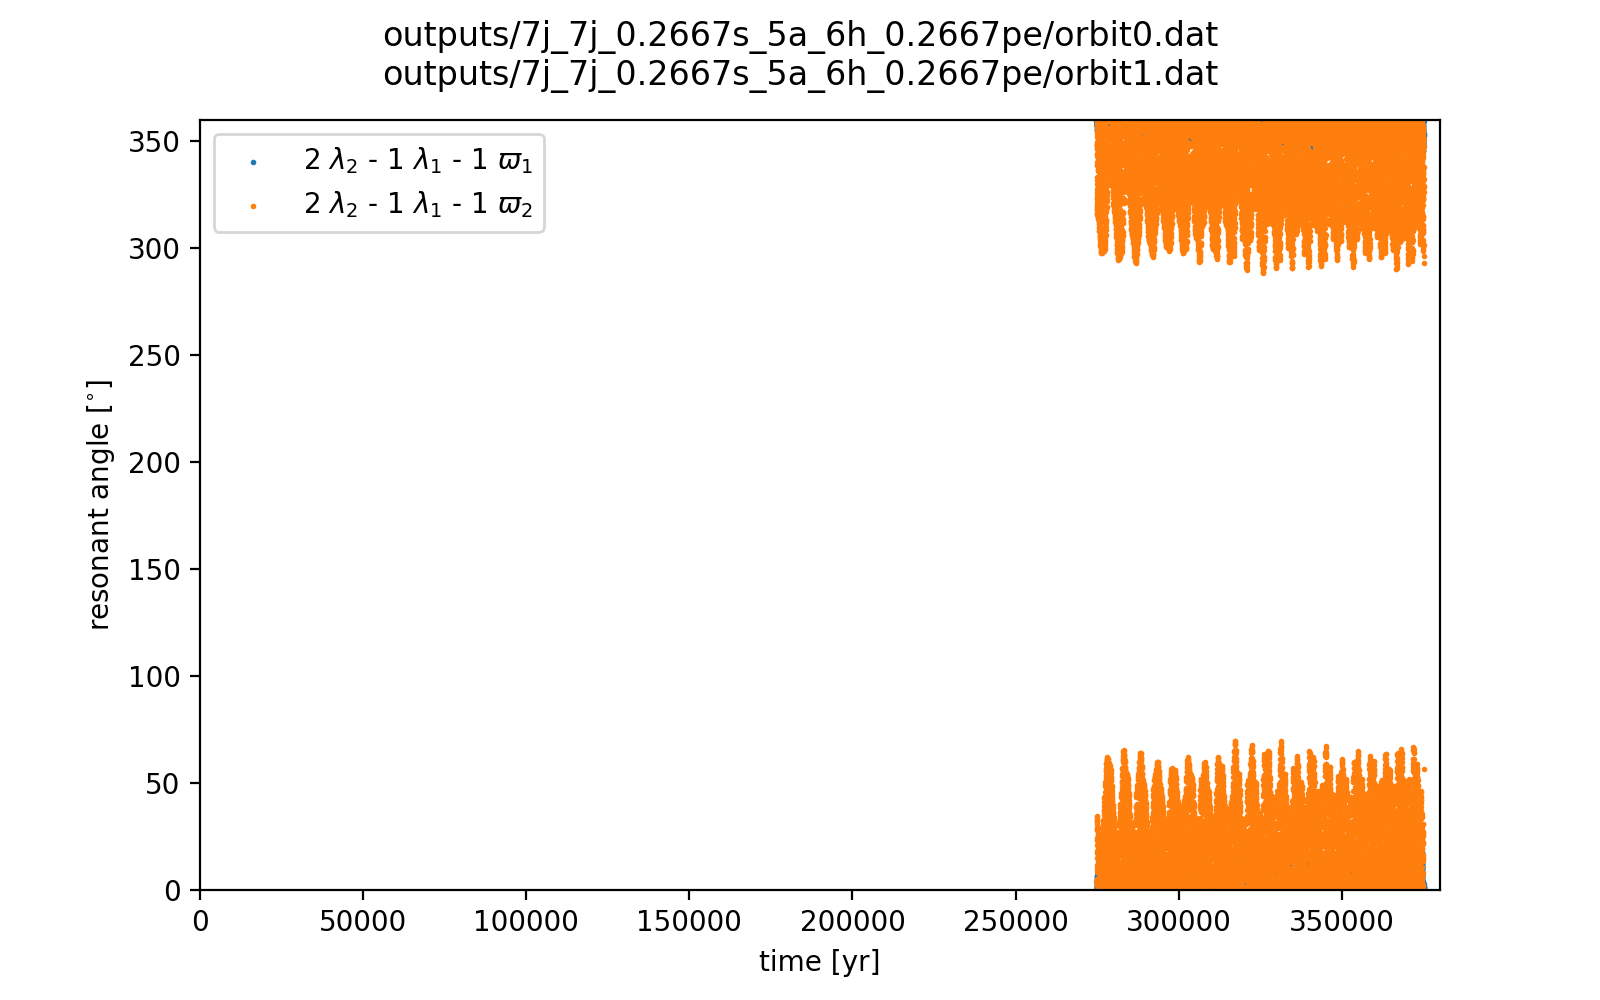 outputs/7j_7j_0.2667s_5a_6h_0.2667pe/orbit0.dat
outputs/7j_7j_0.2667s_5a_6h_0.2667pe/orbit1.dat
2 λ₂ - 1 λ₁ - 1 ϖ₁
2 λ₂ - 1 λ₁ - 1 ϖ₂
350
300
250
200
150
100
50
0
resonant angle [°]
0 50000 100000 150000 200000 250000 300000 350000
time [yr]